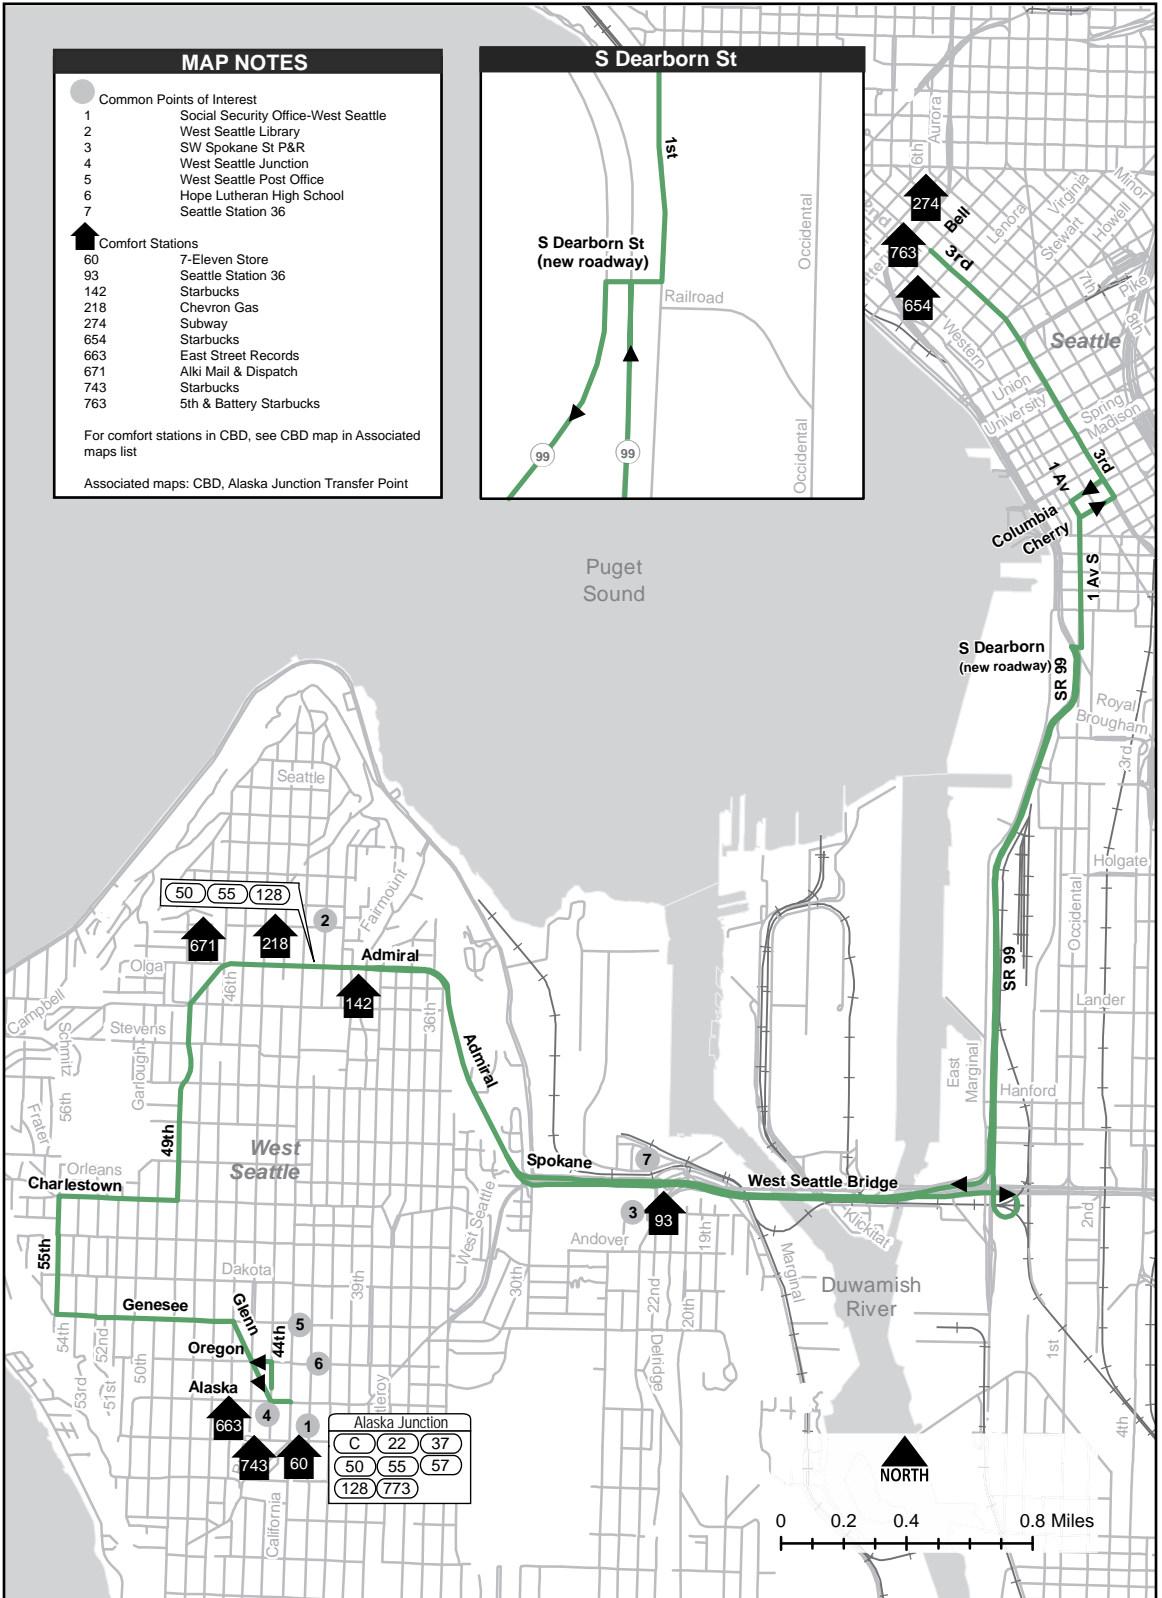 MAP NOTES
Common Points of Interest
1 Social Security Office-West Seattle
2 West Seattle Library
3 SW Spokane St P&R
4 West Seattle Junction
5 West Seattle Post Office
6 Hope Lutheran High School
7 Seattle Station 36
Comfort Stations
60 7-Eleven Store
93 Seattle Station 36
142 Starbucks
218 Chevron Gas
274 Subway
654 Starbucks
663 East Street Records
671 Alki Mail & Dispatch
743 Starbucks
763 5th & Battery Starbucks
For comfort stations in CBD, see CBD map in Associated
maps list
Associated maps: CBD, Alaska Junction Transfer Point
S Dearborn St
1st
Occidental
S Dearborn St
(new roadway)
Railroad
Occidental
99
99
6th
Aurora
274
Bell
763
3rd
654
Lenora
Virginia
Stewart
Minor
Howell
7th
Pike
8th
Western
Seattle
Union
University
Spring
Madison
3rd
1 Av
Columbia
Cherry
1 Av S
Puget
Sound
S Dearborn
(new roadway)
SR 99
Royal
Brougham
3rd
Holgate
Occidental
SR 99
Lander
East
Marginal
Hanford
Seattle
Fairmount
50
55
128
2
671
218
Admiral
Olga
46th
142
36th
Campbell
Schmitz
Stevens
Garlough
56th
Frater
Admiral
49th
West
Seattle
Orleans
Charlestown
Spokane
7
West Seattle Bridge
3
93
Klickitat
Andover
19th
West Seattle
30th
22nd
20th
Delridge
Marginal
Duwamish
River
2nd
1st
4th
55th
Dakota
39th
Genesee
Glenn
44th
5
54th
52nd
50th
53rd
51st
Oregon
6
Alaska
663
4
1
743
60
California
Alaska Junction
C 22 37
50 55 57
128 773
NORTH
0 0.2 0.4 0.8 Miles